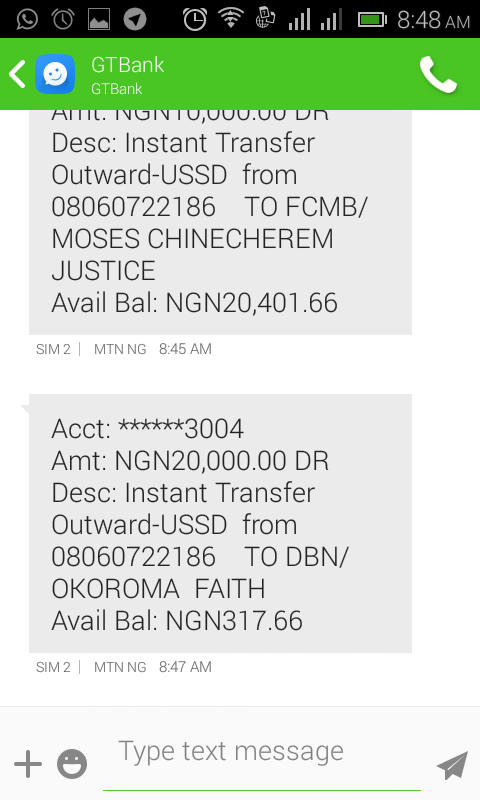 8:48 AM
GTBank
GTBank
Amt: NGN10,000.00 DR
Desc: Instant Transfer
Outward-USSD  from
08060722186    TO FCMB/
MOSES CHINECHEREM
JUSTICE
Avail Bal: NGN20,401.66
SIM 2 | MTN NG 8:45 AM
Acct: ******3004
Amt: NGN20,000.00 DR
Desc: Instant Transfer
Outward-USSD  from
08060722186    TO DBN/
OKOROMA  FAITH
Avail Bal: NGN317.66
SIM 2 | MTN NG 8:47 AM
Type text message